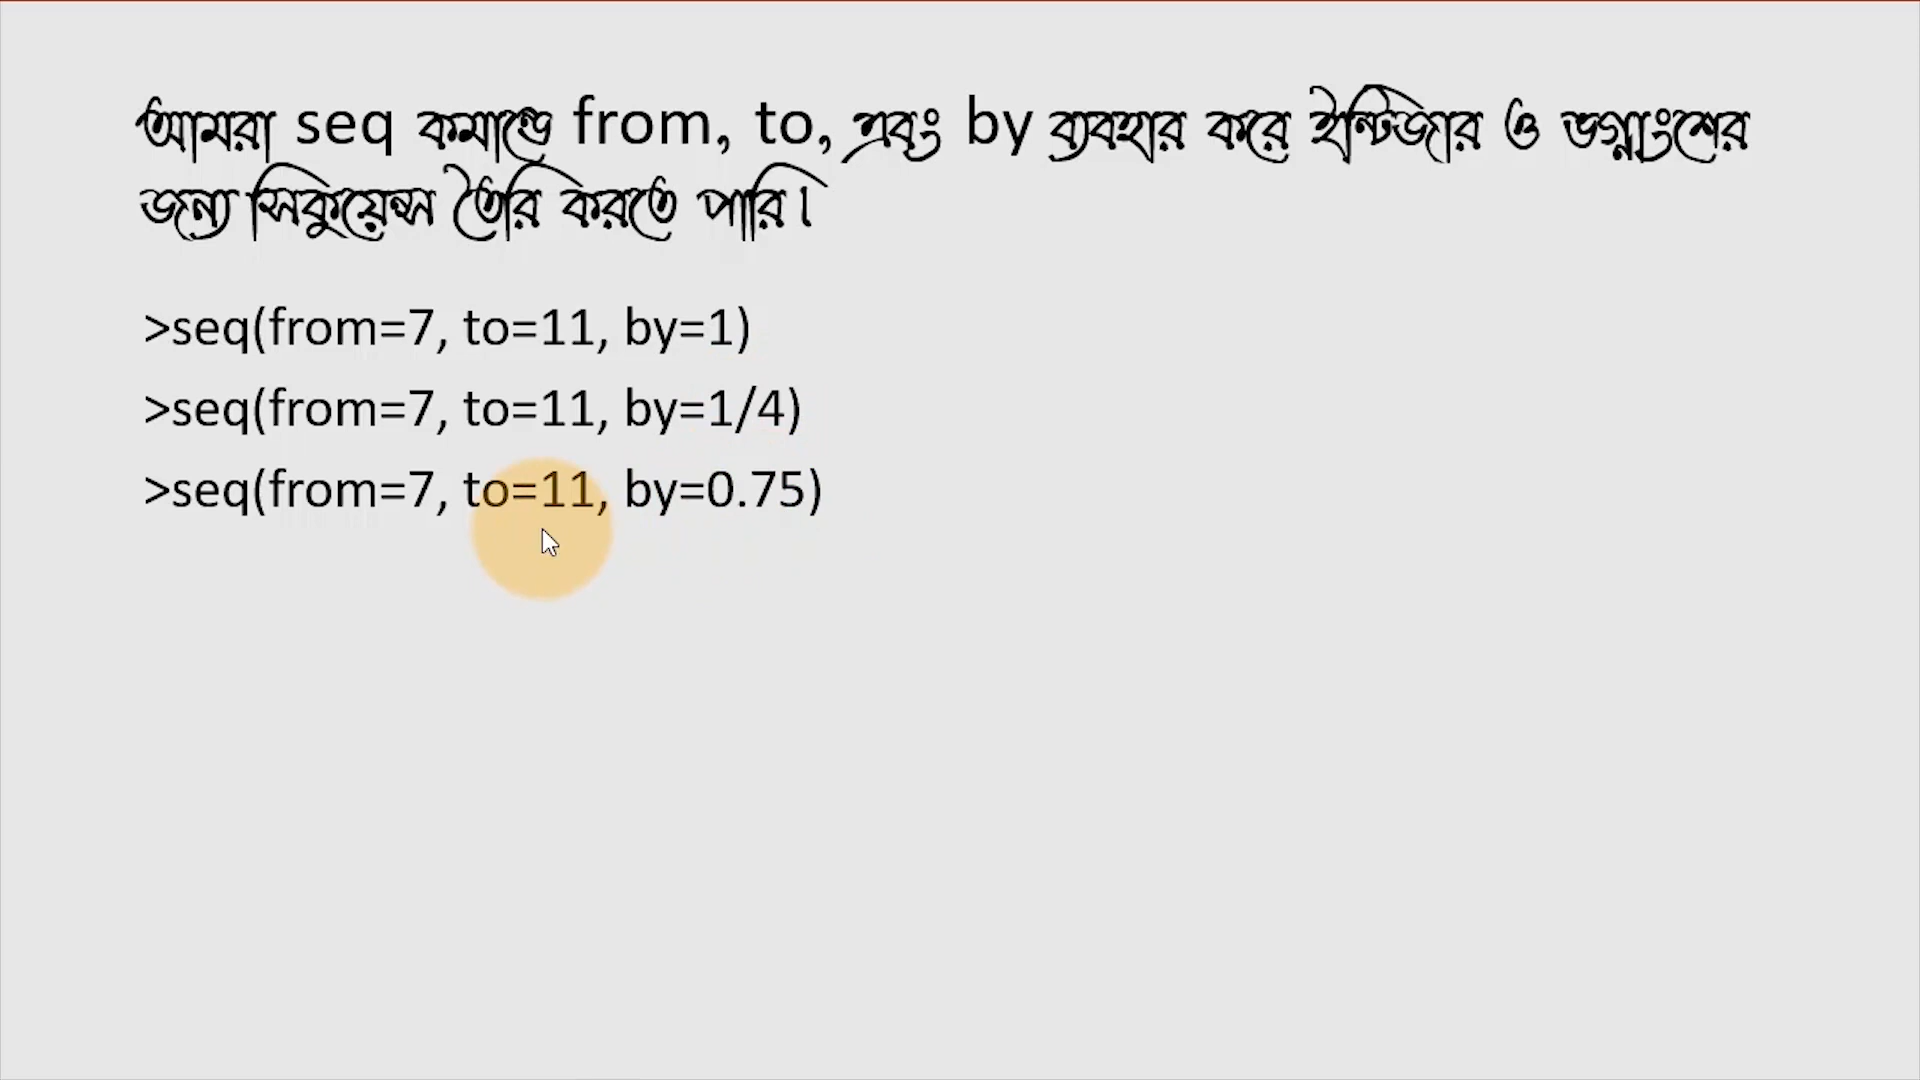 আমরা seq কমান্ডে from, to, এবং by ব্যবহার করে ইন্টিজার ও ভগ্নাংশের
জন্য সিকুয়েন্স তৈরি করতে পারি।
>seq(from=7, to=11, by=1)
>seq(from=7, to=11, by=1/4)
>seq(from=7, to=11, by=0.75)